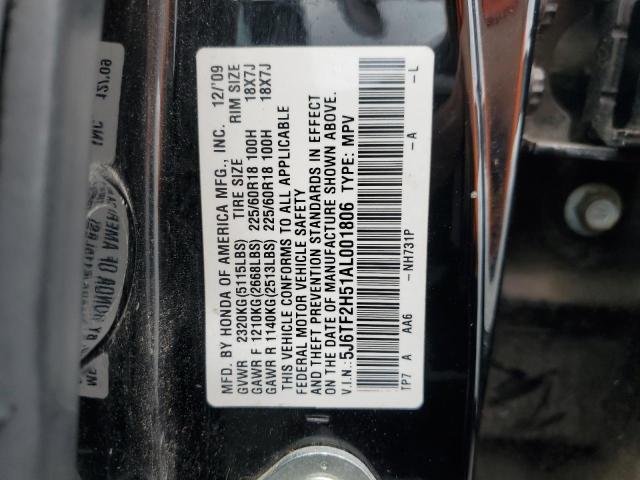 MFD. BY HONDA OF AMERICA MFG., INC. 12/'09
GVWR 2320KG(5115LBS) TIRE SIZE RIM SIZE
GAWR F 1210KG(2668LBS) 225/60R18 100H 18X7J
GAWR R 1140KG(2513LBS) 225/60R18 100H 18X7J
THIS VEHICLE CONFORMS TO ALL APPLICABLE
FEDERAL MOTOR VEHICLE SAFETY
AND THEFT PREVENTION STANDARDS IN EFFECT
ON THE DATE OF MANUFACTURE SHOWN ABOVE.
V.I.N.: 5J6TF2H51AL001806 TYPE: MPV
TP7 A AA6 -NH731P -A -L